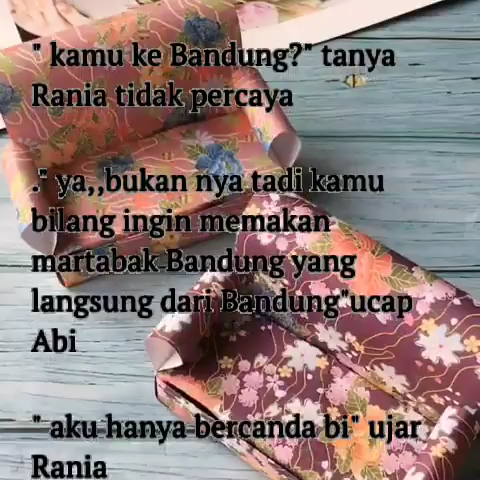 " kamu ke Bandung?" tanya
Rania tidak percaya
." ya,,bukan nya tadi kamu
bilang ingin memakan
martabak Bandung yang
langsung dari Bandung"ucap
Abi
" aku hanya bercanda bi" ujar
Rania